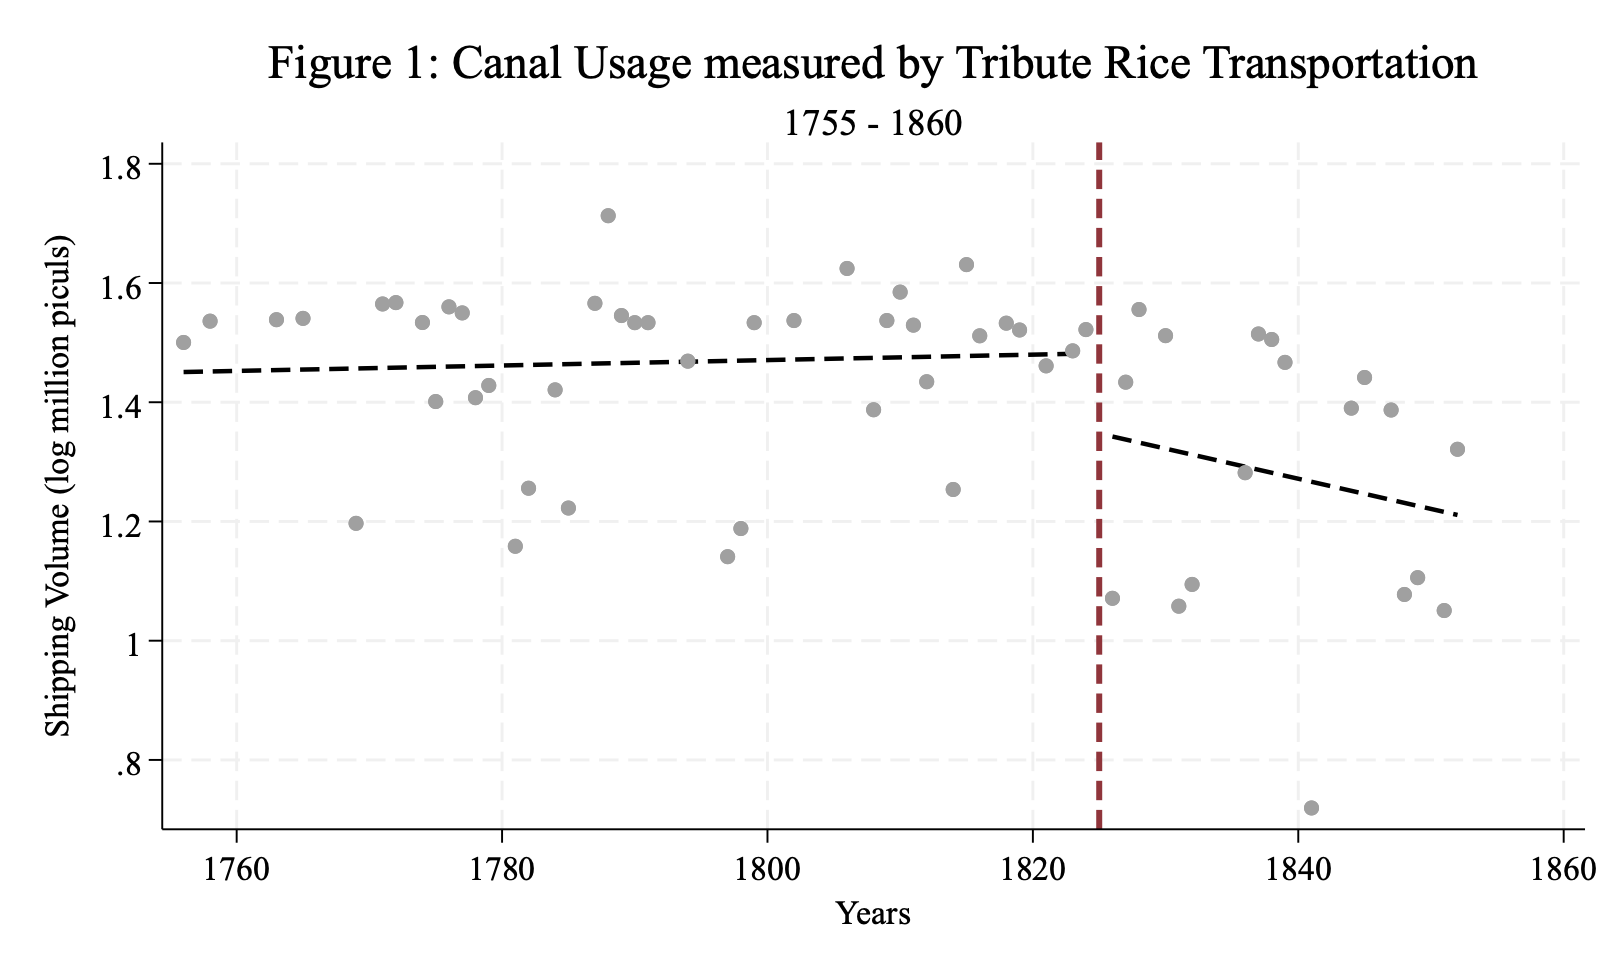 Figure 1: Canal Usage measured by Tribute Rice Transportation
1755 - 1860
Shipping Volume (log million piculs)
1.8
1.6
1.4
1.2
1
.8
1760 1780 1800 1820 1840 1860
Years